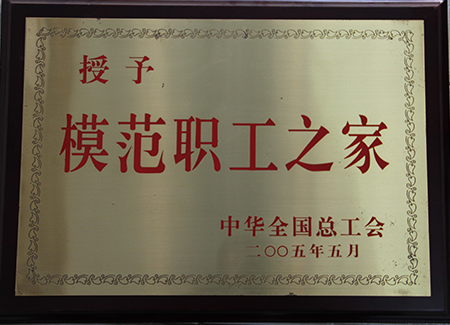 授予
模范职工之家
中华全国总工会
二〇〇五年五月